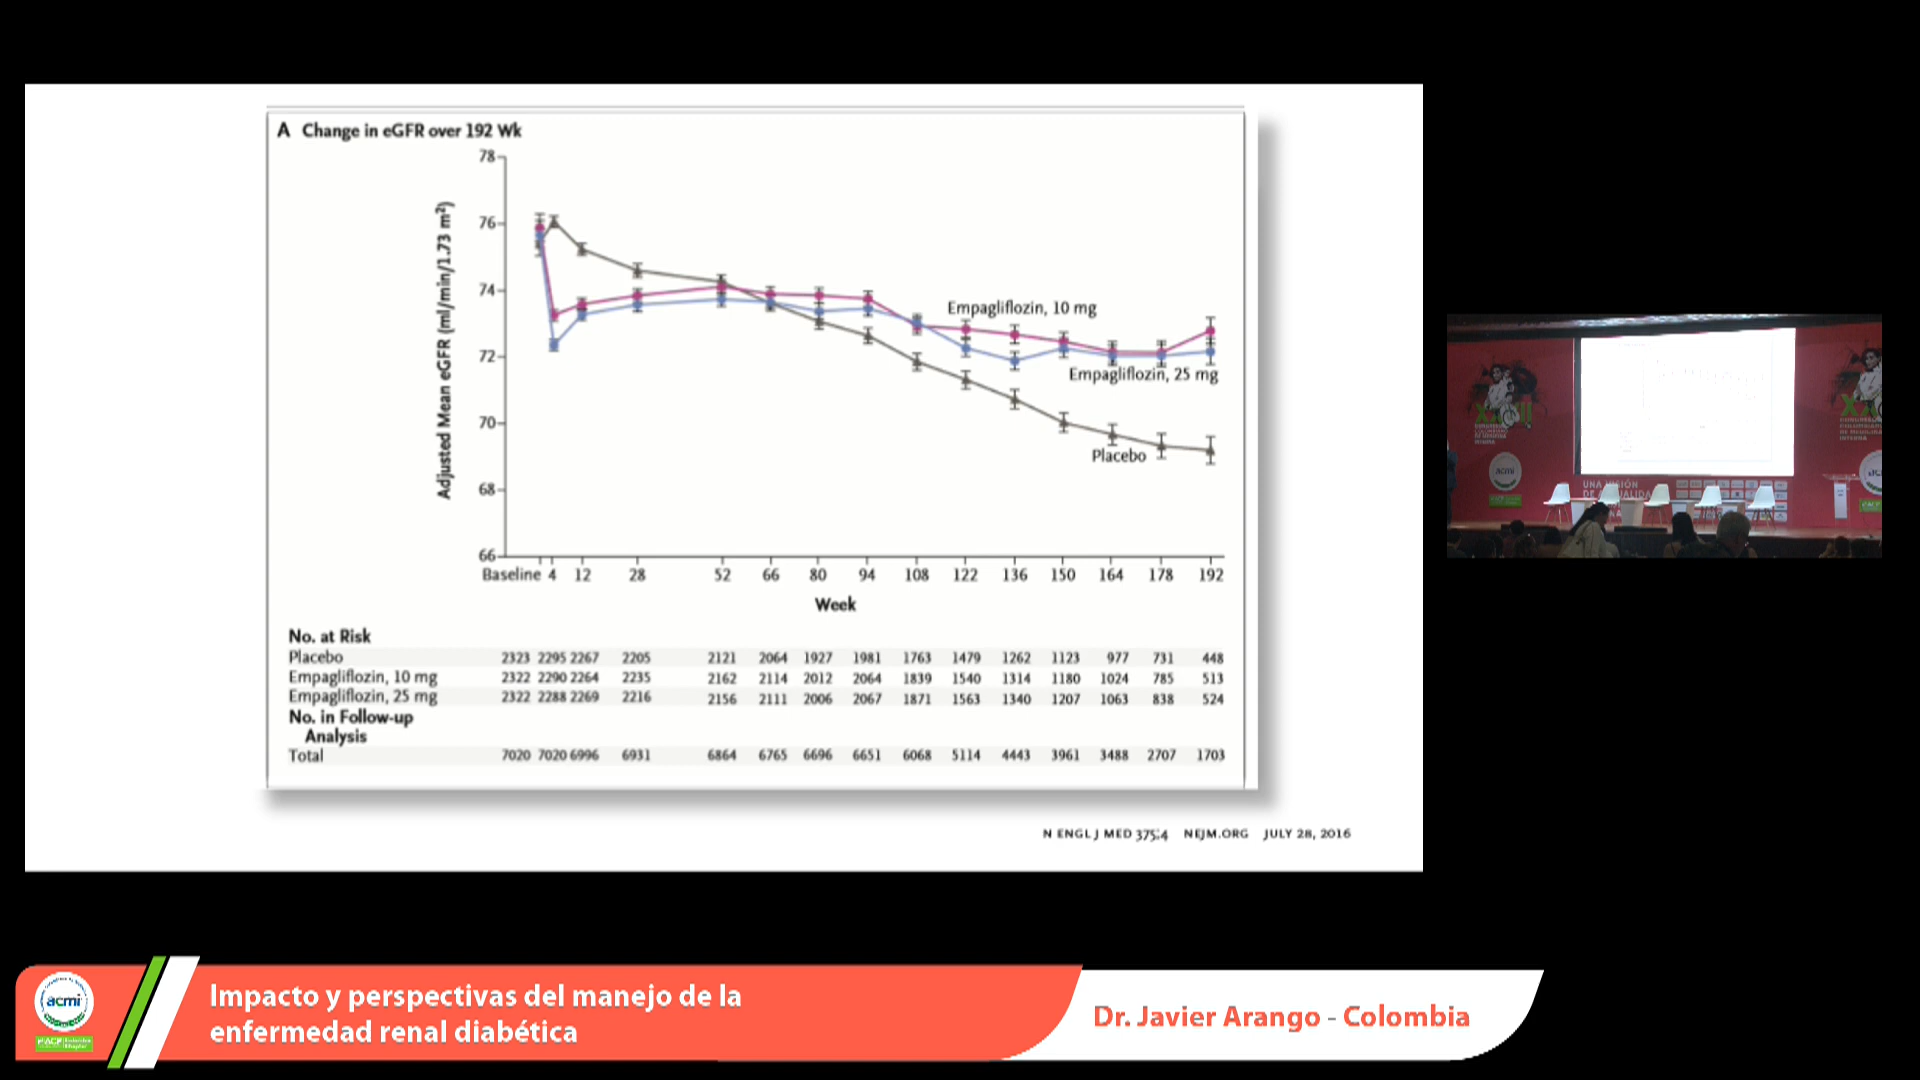 A Change in eGFR over 192 Wk
Adjusted Mean eGFR (ml/min/1.73 m²)
78
76
74
72
70
68
66
Empagliflozin, 10 mg
Empagliflozin, 25 mg
Placebo
Baseline 4 12 28 52 66 80 94 108 122 136 150 164 178 192
Week
No. at Risk
Placebo 2323 2295 2267 2205 2121 2064 1927 1981 1763 1479 1262 1123 977 731 448
Empagliflozin, 10 mg 2322 2290 2264 2235 2162 2114 2012 2064 1839 1540 1314 1180 1024 785 513
Empagliflozin, 25 mg 2322 2288 2269 2216 2156 2111 2006 2067 1871 1563 1340 1207 1063 838 524
No. in Follow-up
Analysis
Total 7020 7020 6996 6931 6864 6765 6696 6651 6068 5114 4443 3961 3488 2707 1703
N ENGL J MED 375;4 NEJM.ORG JULY 28, 2016
acmi
Impacto y perspectivas del manejo de la
enfermedad renal diabética
Dr. Javier Arango - Colombia